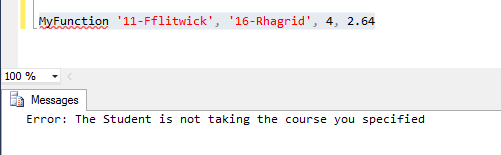 MyFunction '11-Fflitwick', '16-Rhagrid', 4, 2.64
100 %
Messages
Error: The Student is not taking the course you specified